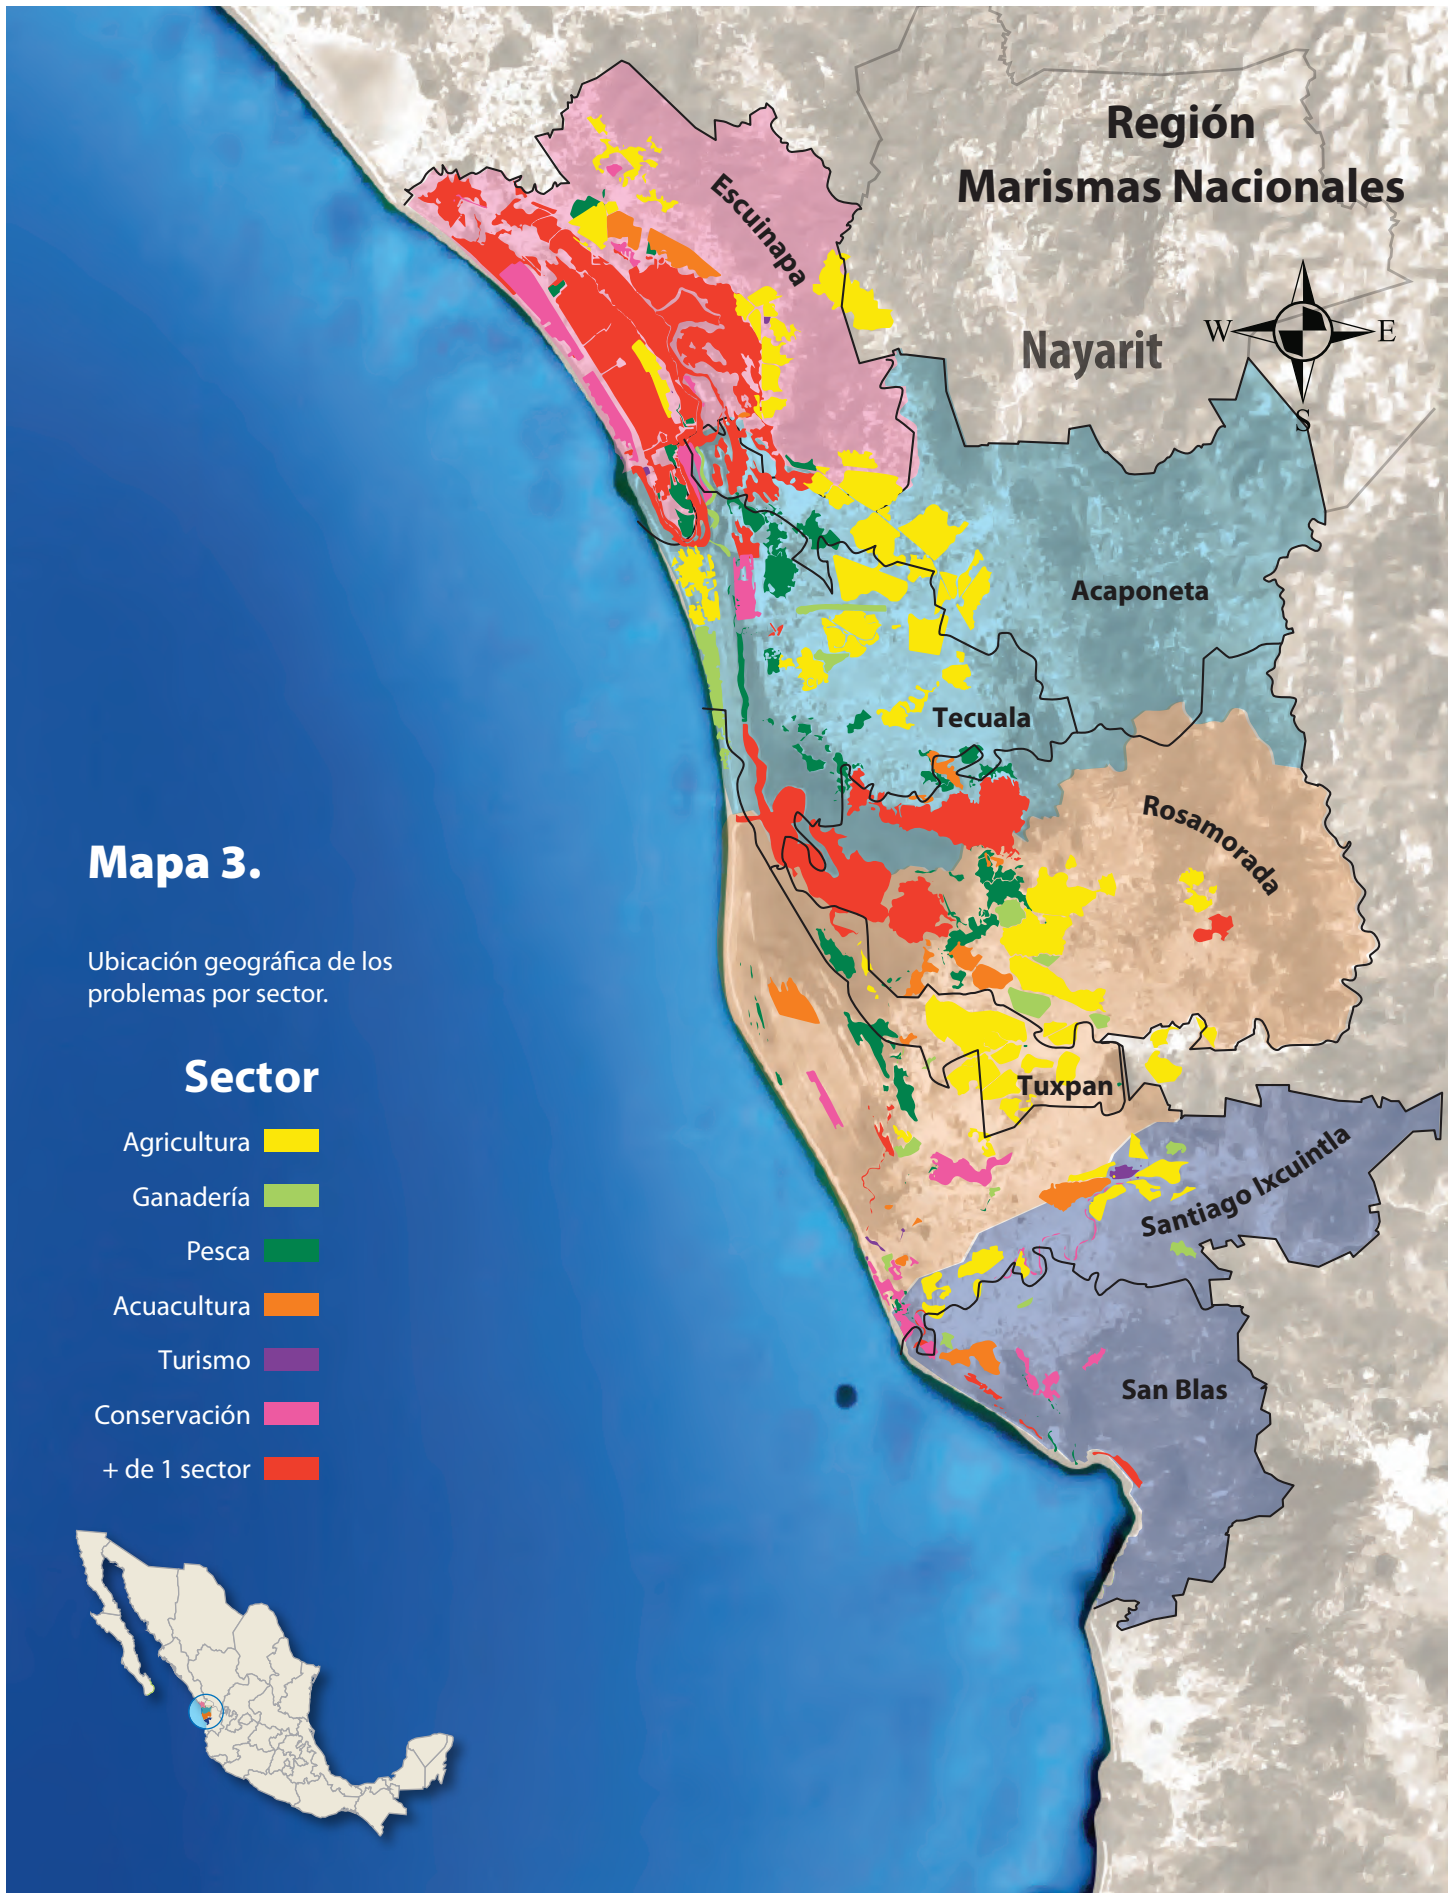 Región
Marismas Nacionales
Escuinapa
Nayarit
W
E
S
Acaponeta
Tecuala
Rosamorada
Mapa 3.
Ubicación geográfica de los
problemas por sector.
Sector
Agricultura
Ganadería
Pesca
Acuacultura
Turismo
Conservación
+ de 1 sector
Tuxpan
Santiago Ixcuintla
San Blas